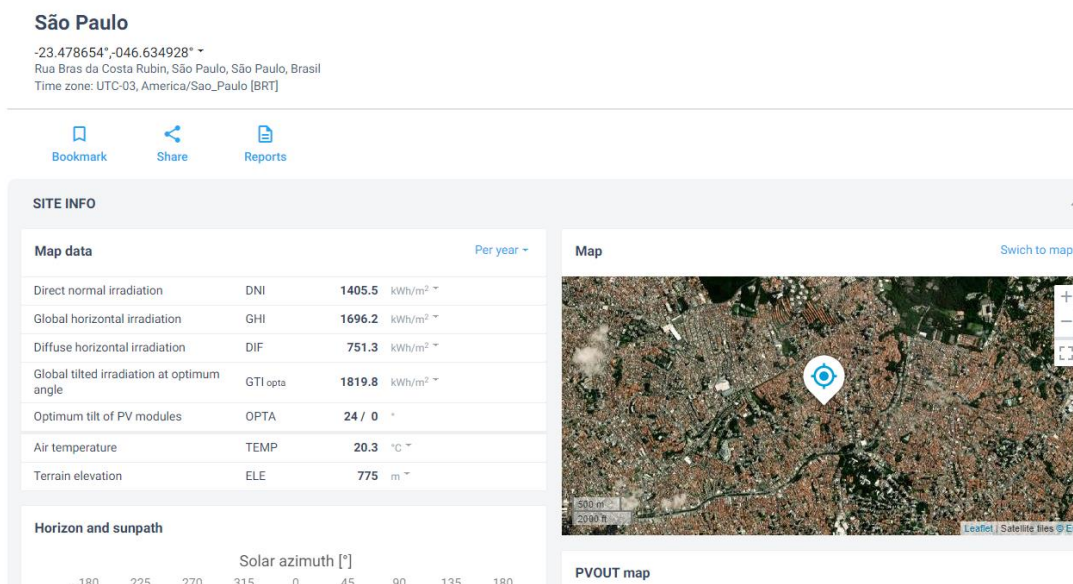 São Paulo
-23.478654°,-046.634928°
Rua Bras da Costa Rubin, São Paulo, São Paulo, Brasil
Time zone: UTC-03, America/Sao_Paulo [BRT]
Bookmark Share Reports
SITE INFO
Map data Per year
Direct normal irradiation DNI 1405.5 kWh/m²
Global horizontal irradiation GHI 1696.2 kWh/m²
Diffuse horizontal irradiation DIF 751.3 kWh/m²
Global tilted irradiation at optimum
angle GTI opta 1819.8 kWh/m²
Optimum tilt of PV modules OPTA 24 / 0 °
Air temperature TEMP 20.3 °C
Terrain elevation ELE 775 m
Horizon and sunpath
Solar azimuth [°]
180 225 270 315 0 45 90 135 180
Map Swich to map
+
−
500 m
2000 ft
Leaflet | Satellite tiles ©
PVOUT map